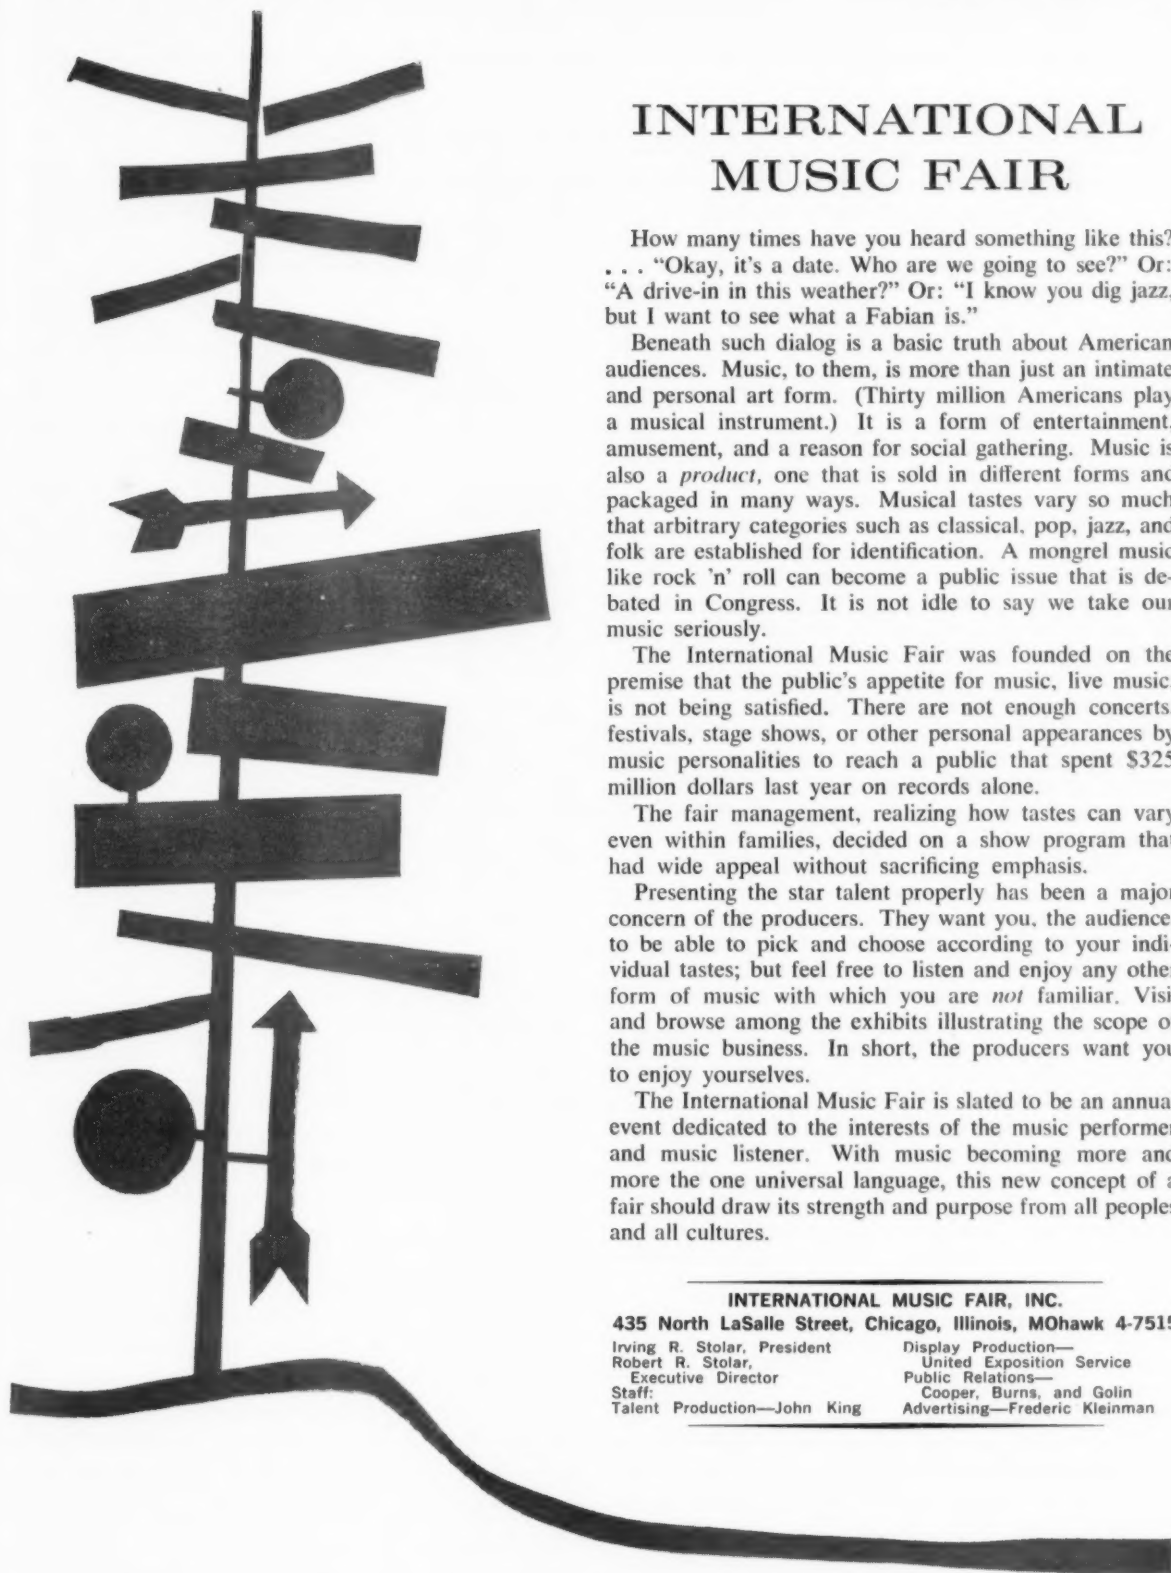 INTERNATIONAL
MUSIC FAIR
How many times have you heard something like this?
. . . “Okay, it's a date. Who are we going to see?” Or:
“A drive-in in this weather?” Or: “I know you dig jazz,
but I want to see what a Fabian is.”
Beneath such dialog is a basic truth about American
audiences. Music, to them, is more than just an intimate
and personal art form. (Thirty million Americans play
a musical instrument.) It is a form of entertainment,
amusement, and a reason for social gathering. Music is
also a product, one that is sold in different forms and
packaged in many ways. Musical tastes vary so much
that arbitrary categories such as classical, pop, jazz, and
folk are established for identification. A mongrel music
like rock 'n' roll can become a public issue that is de-
bated in Congress. It is not idle to say we take our
music seriously.
The International Music Fair was founded on the
premise that the public's appetite for music, live music
is not being satisfied. There are not enough concerts,
festivals, stage shows, or other personal appearances by
music personalities to reach a public that spent $325
million dollars last year on records alone.
The fair management, realizing how tastes can vary
even within families, decided on a show program that
had wide appeal without sacrificing emphasis.
Presenting the star talent properly has been a major
concern of the producers. They want you, the audience
to be able to pick and choose according to your indi-
vidual tastes; but feel free to listen and enjoy any other
form of music with which you are not familiar. Visi
and browse among the exhibits illustrating the scope o
the music business. In short, the producers want you
to enjoy yourselves.
The International Music Fair is slated to be an annua
event dedicated to the interests of the music performer
and music listener. With music becoming more and
more the one universal language, this new concept of a
fair should draw its strength and purpose from all peoples
and all cultures.
INTERNATIONAL MUSIC FAIR, INC.
435 North LaSalle Street, Chicago, Illinois, MOhawk 4-7515
Irving R. Stolar, President
Robert R. Stolar,
Executive Director
Staff:
Talent Production—John King
Display Production—
United Exposition Service
Public Relations—
Cooper, Burns, and Golin
Advertising—Frederic Kleinman